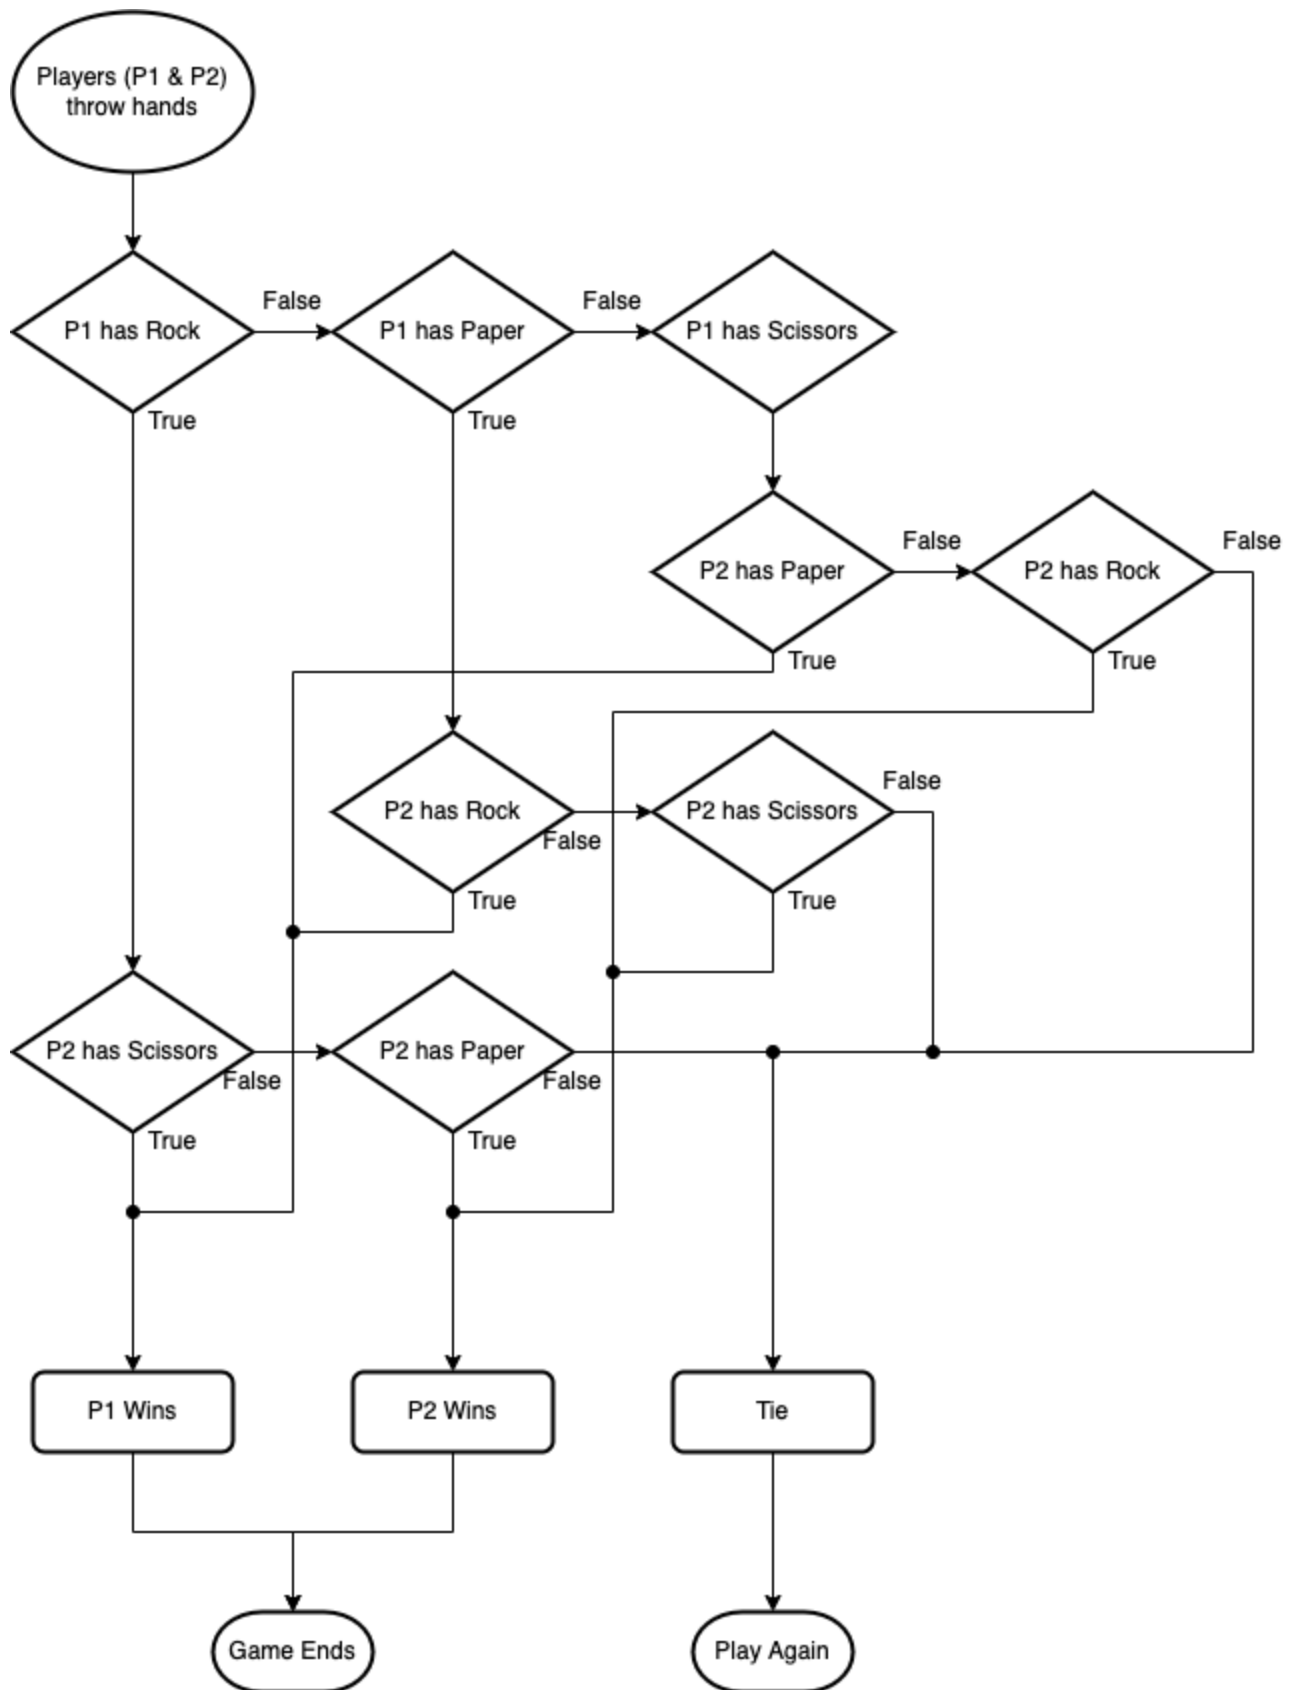 Players (P1 & P2)
throw hands
False
False
P1 has Rock
P1 has Paper
P1 has Scissors
True
True
False
False
P2 has Paper
P2 has Rock
True
True
False
P2 has Rock
P2 has Scissors
False
True
True
P2 has Scissors
P2 has Paper
False
False
True
True
P1 Wins
P2 Wins
Tie
Game Ends
Play Again